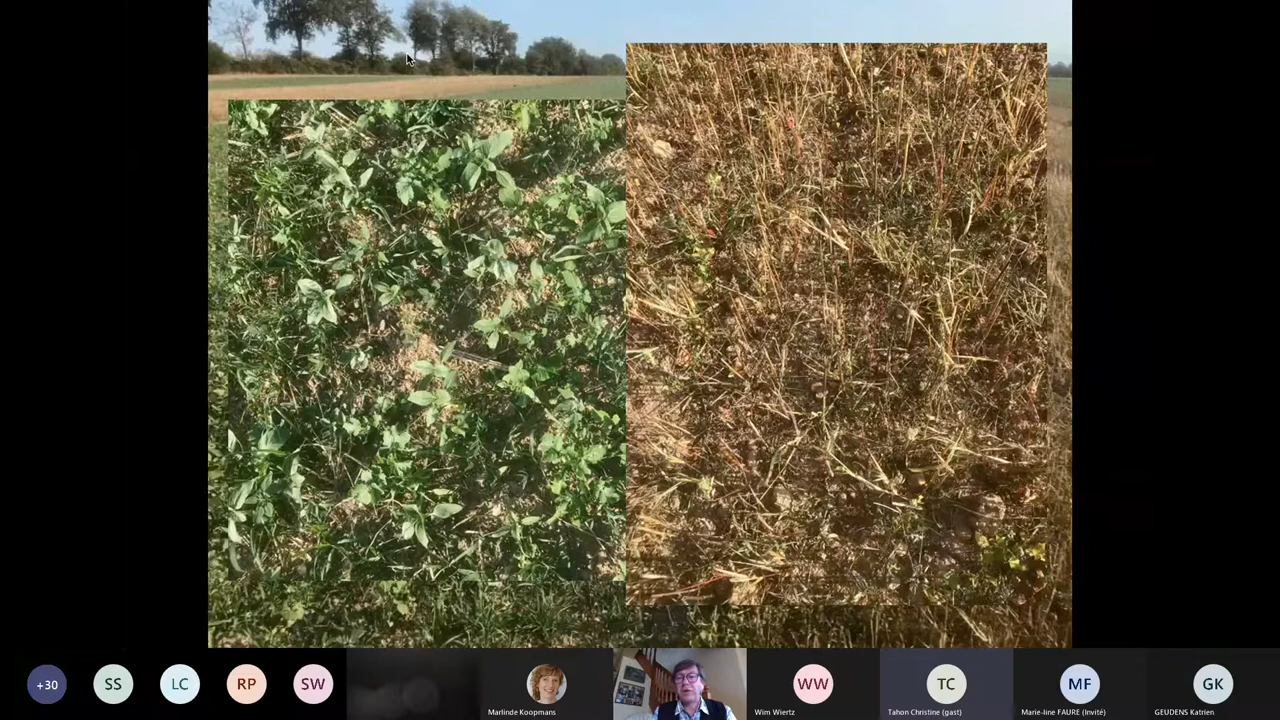 +30
SS
LC
RP
SW
Marlinde Koopmans
WW
Wim Wiertz
TC
Tahon Christine (gast)
MF
Marie-line FAURE (Invité)
GK
GEUDENS Katrien